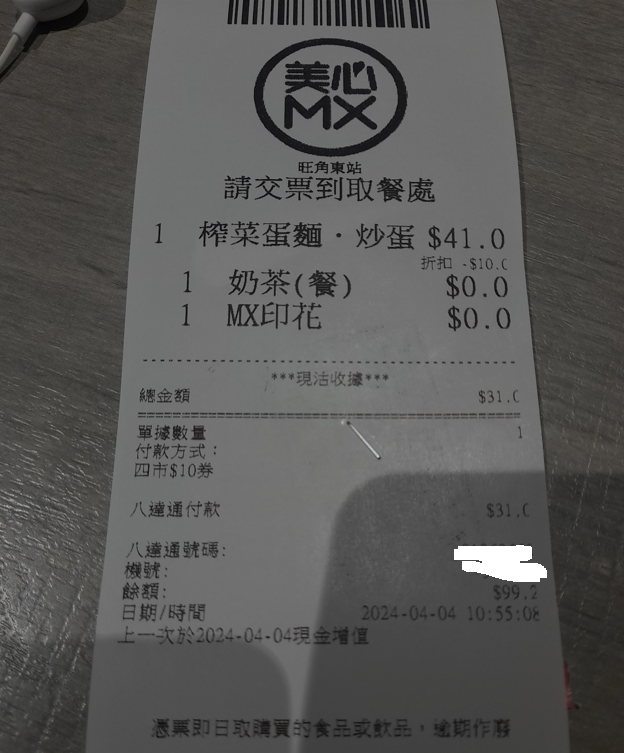 美心
MX
旺角東站
請交票到取餐處
1 榨菜蛋麵．炒蛋 $41.0
折扣 -$10.0
1 奶茶(餐) $0.0
1 MX印花 $0.0
***現沽收據***
總金額 $31.0
單據數量 1
付款方式：
四市$10券
八達通付款 $31.0
八達通號碼:
機號:
餘額: $99.2
日期/時間 2024-04-04 10:55:08
上一次於2024-04-04現金增值
憑票即日取購買的食品或飲品，逾期作廢